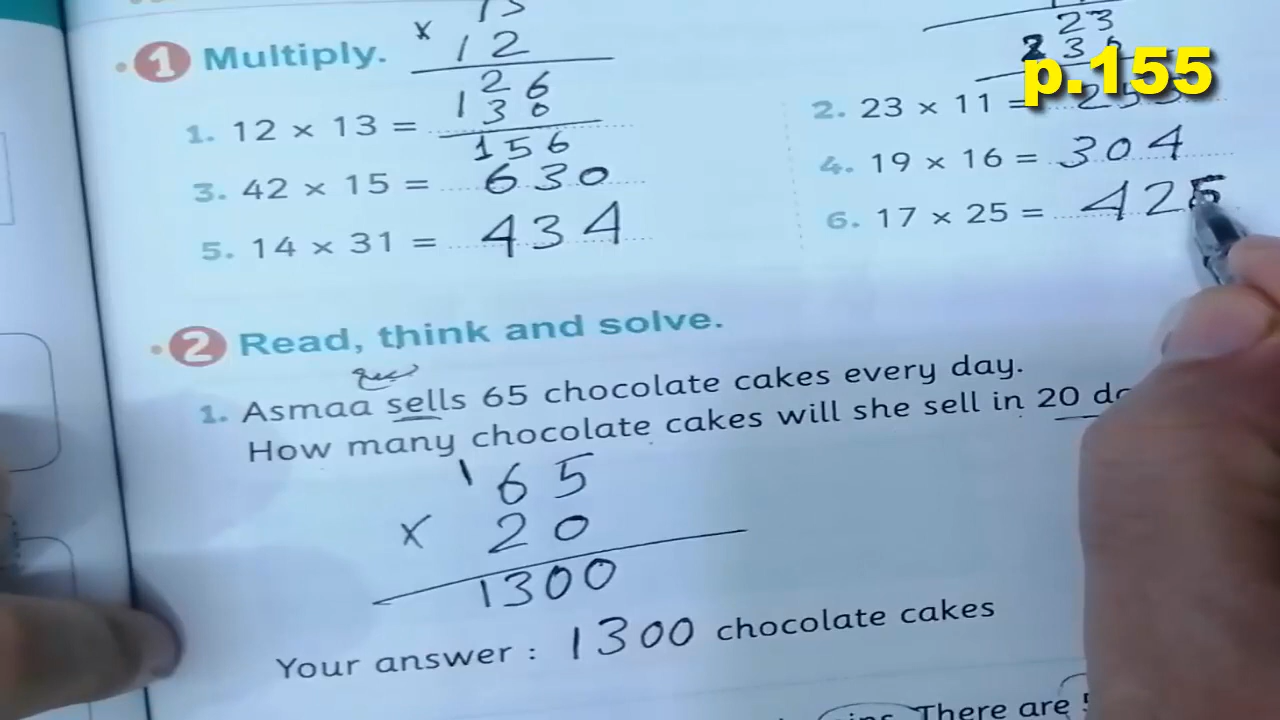 13
× 12
1 Multiply.
26
130
1. 12 × 13 = 156
23
p.155
2. 23 × 11 = 253
3. 42 × 15 = 630
4. 19 × 16 = 304
5. 14 × 31 = 434
6. 17 × 25 = 425
2 Read, think and solve.
1. Asmaa sells 65 chocolate cakes every day.
How many chocolate cakes will she sell in 20
1 65
× 20
1300
Your answer : 1300 chocolate cakes
There are